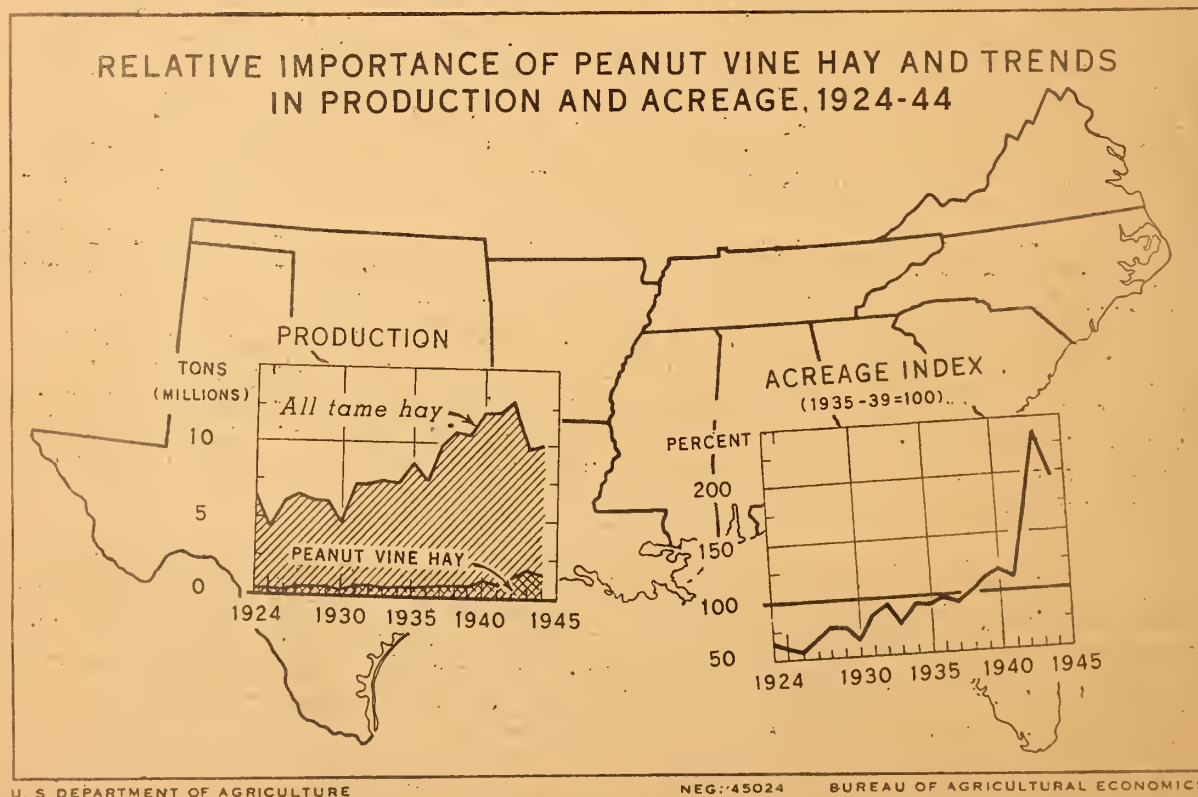 RELATIVE IMPORTANCE OF PEANUT VINE HAY AND TRENDS
IN PRODUCTION AND ACREAGE, 1924-44
PRODUCTION
TONS
(MILLIONS)
All tame hay
10
5
PEANUT VINE HAY
0
1924 1930 1935 1940 1945
ACREAGE INDEX
(1935-39=100)
PERCENT
200
150
100
50
1924 1930 1935 1940 1945
U. S. DEPARTMENT OF AGRICULTURE
NEG. 45024 BUREAU OF AGRICULTURAL ECONOMIC